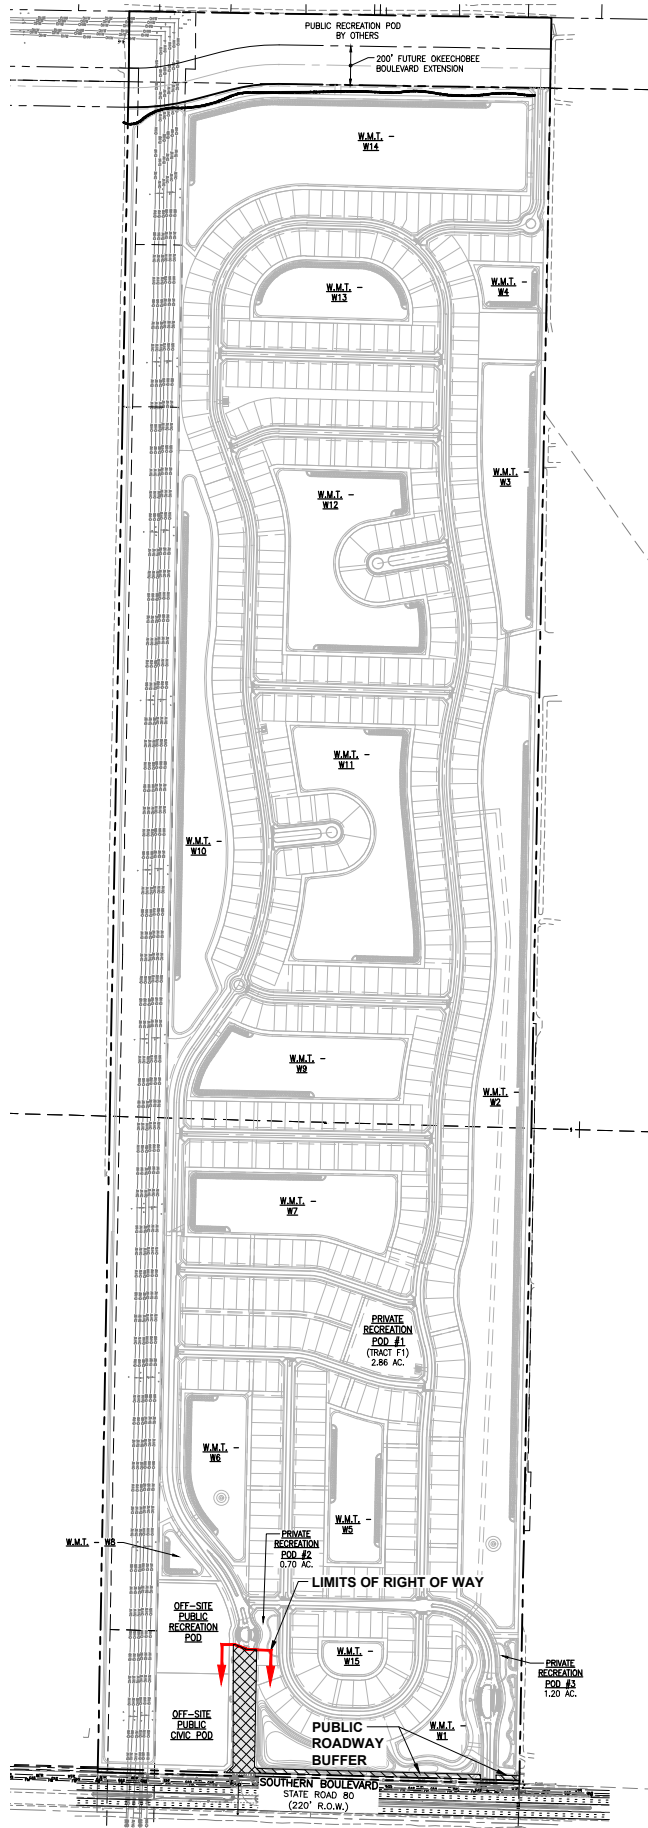 PUBLIC RECREATION POD
BY OTHERS
200' FUTURE OKEECHOBEE
BOULEVARD EXTENSION
W.M.T. -
W14
W.M.T. -
W13
W.M.T. -
W4
W.M.T. -
W3
W.M.T. -
W12
W.M.T. -
W11
W.M.T. -
W10
W.M.T. -
W9
W.M.T. -
W2
W.M.T. -
W7
PRIVATE
RECREATION
POD #1
(TRACT F1)
2.86 AC.
W.M.T. -
W6
W.M.T. -
W5
W.M.T. - W8
PRIVATE
RECREATION
POD #2
0.70 AC.
LIMITS OF RIGHT OF WAY
OFF-SITE
PUBLIC
RECREATION
POD
W.M.T. -
W15
PRIVATE
RECREATION
POD #3
1.20 AC.
OFF-SITE
PUBLIC
CIVIC POD
PUBLIC
ROADWAY
BUFFER
W.M.T. -
W1
SOUTHERN BOULEVARD
STATE ROAD 80
(220' R.O.W.)